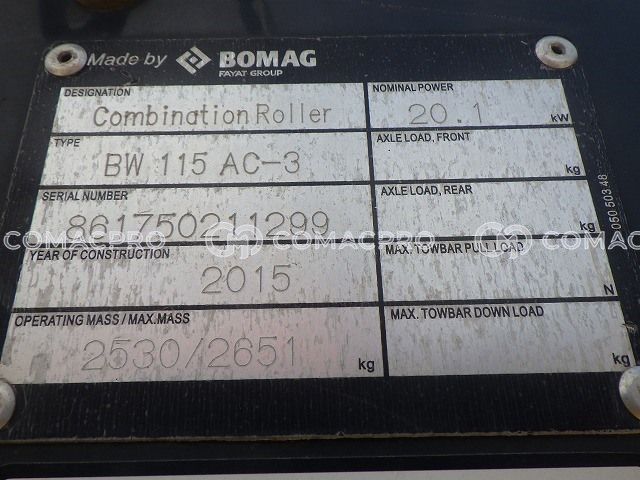 Made by BOMAG
FAYAT GROUP
DESIGNATION
Combination Roller
NOMINAL POWER
20.1 kW
TYPE
BW 115 AC-3
AXLE LOAD, FRONT
kg
SERIAL NUMBER
861750211299
AXLE LOAD, REAR
kg
COMACPRO COMACPRO COMAC
YEAR OF CONSTRUCTION
2015
MAX. TOWBAR PULL LOAD
N
OPERATING MASS / MAX.MASS
2530/2651 kg
MAX. TOWBAR DOWN LOAD
kg
050 503 48